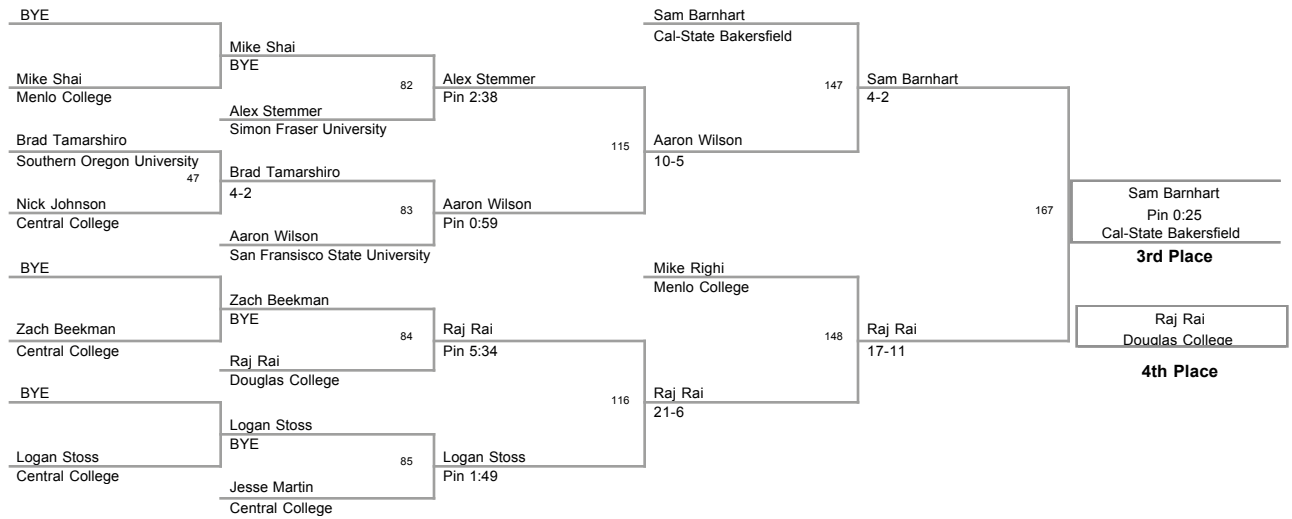 BYE
Mike Shai
Menlo College
Brad Tamarshiro
Southern Oregon University
47
Nick Johnson
Central College
BYE
Zach Beekman
Central College
BYE
Logan Stoss
Central College
Mike Shai
BYE
82
Alex Stemmer
Simon Fraser University
Brad Tamarshiro
4-2
83
Aaron Wilson
San Fransisco State University
Zach Beekman
BYE
84
Raj Rai
Douglas College
Logan Stoss
BYE
85
Jesse Martin
Central College
Alex Stemmer
Pin 2:38
115
Aaron Wilson
Pin 0:59
Raj Rai
Pin 5:34
116
Logan Stoss
Pin 1:49
Sam Barnhart
Cal-State Bakersfield
147
Aaron Wilson
10-5
Mike Righi
Menlo College
148
Raj Rai
21-6
Sam Barnhart
4-2
167
Raj Rai
17-11
Sam Barnhart
Pin 0:25
Cal-State Bakersfield
3rd Place
Raj Rai
Douglas College
4th Place